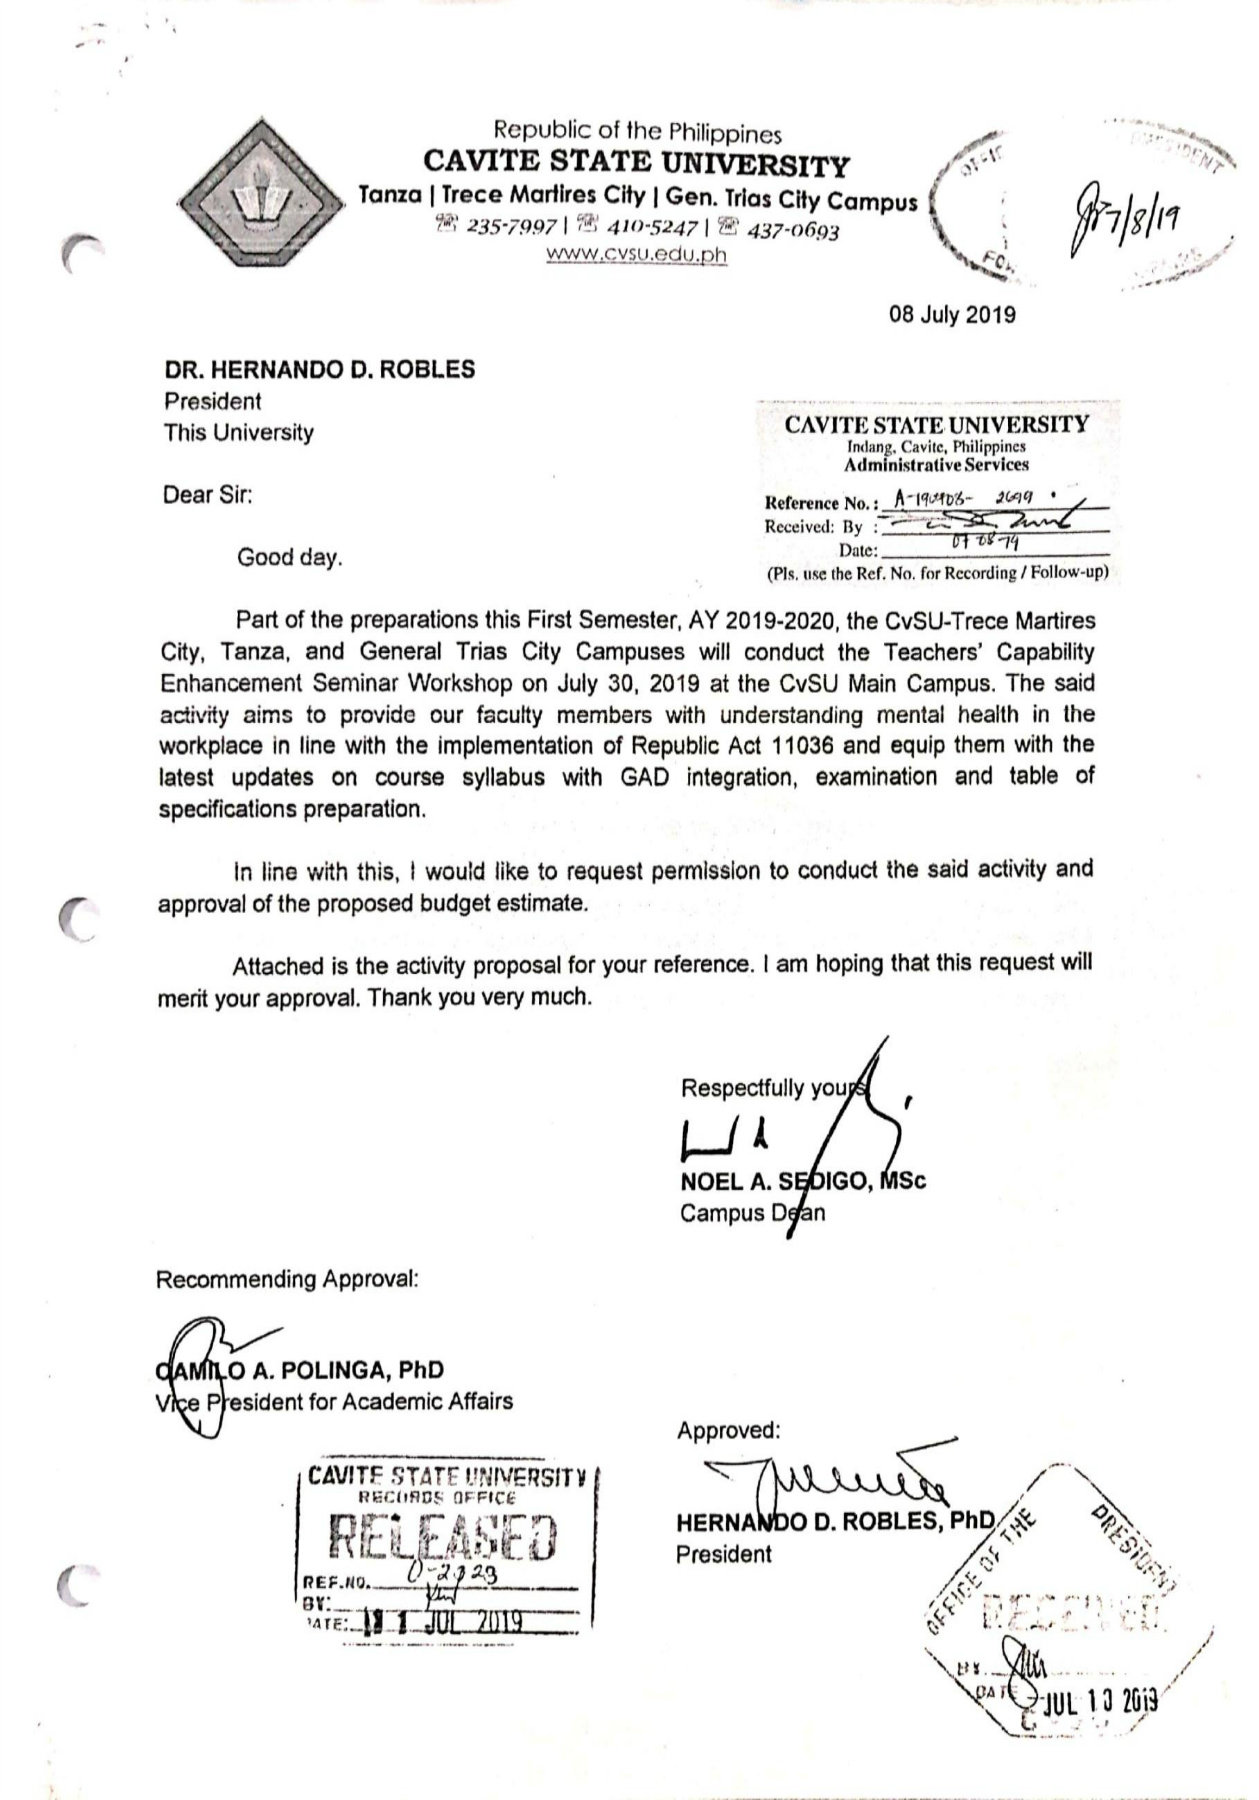 Republic of the Philippines
CAVITE STATE UNIVERSITY
Tanza | Trece Martires City | Gen. Trias City Campus
☏ 235-7997 | ☏ 410-5247 | ☏ 437-0693
www.cvsu.edu.ph
7/8/19
08 July 2019
DR. HERNANDO D. ROBLES
President
This University
CAVITE STATE UNIVERSITY
Indang, Cavite, Philippines
Administrative Services
Reference No. :
Received: By :
Date:
(Pls. use the Ref. No. for Recording / Follow-up)
Dear Sir:
Good day.
Part of the preparations this First Semester, AY 2019-2020, the CvSU-Trece Martires
City, Tanza, and General Trias City Campuses will conduct the Teachers' Capability
Enhancement Seminar Workshop on July 30, 2019 at the CvSU Main Campus. The said
activity aims to provide our faculty members with understanding mental health in the
workplace in line with the implementation of Republic Act 11036 and equip them with the
latest updates on course syllabus with GAD integration, examination and table of
specifications preparation.
In line with this, I would like to request permission to conduct the said activity and
approval of the proposed budget estimate.
Attached is the activity proposal for your reference. I am hoping that this request will
merit your approval. Thank you very much.
Respectfully yours
NOEL A. SEDIGO, MSc
Campus Dean
Recommending Approval:
CAMILO A. POLINGA, PhD
Vice President for Academic Affairs
Approved:
HERNANDO D. ROBLES, PhD
President
CAVITE STATE UNIVERSITY
RECORDS OFFICE
RELEASED
REF.NO.
BY:
DATE: 11 JUL 2019
OFFICE OF THE PRESIDENT
RECEIVED
BY
DATE JUL 10 2019